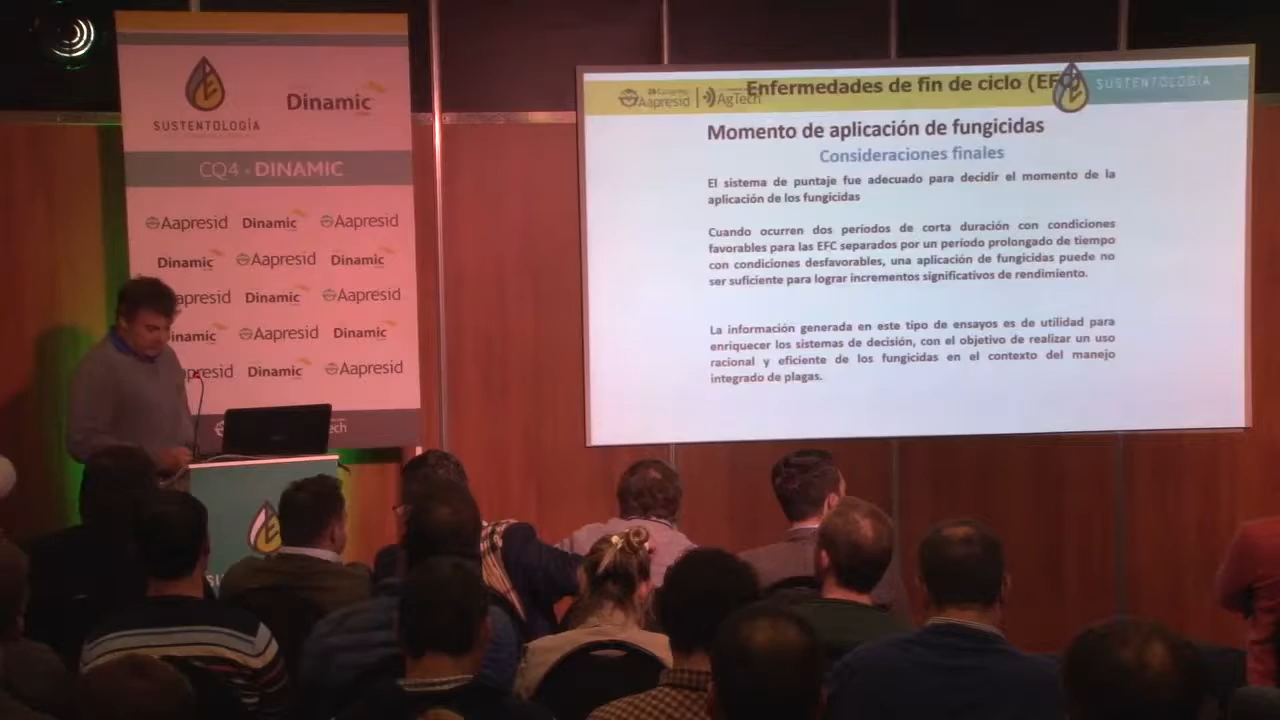 SUSTENTOLOGÍA
Dinamic
CQ4 - DINAMIC
Aapresid Dinamic Aapresid
Dinamic Aapresid Dinamic
apresid Dinamic Aapresid
inamic Aapresid Dinamic
presid Dinamic Aapresid
ech
Congreso
Aapresid
AgTech
Enfermedades de fin de ciclo (EF
SUSTENTOLOGÍA
Momento de aplicación de fungicidas
Consideraciones finales
El sistema de puntaje fue adecuado para decidir el momento de la
aplicación de los fungicidas
Cuando ocurren dos períodos de corta duración con condiciones
favorables para las EFC separados por un período prolongado de tiempo
con condiciones desfavorables, una aplicación de fungicidas puede no
ser suficiente para lograr incrementos significativos de rendimiento.
La información generada en este tipo de ensayos es de utilidad para
enriquecer los sistemas de decisión, con el objetivo de realizar un uso
racional y eficiente de los fungicidas en el contexto del manejo
integrado de plagas.